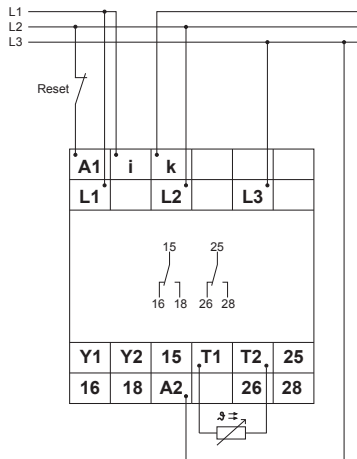 L1
L2
L3
Reset
A1 i k
L1 L2 L3
15 25
16 18 26 28
Y1 Y2 15 T1 T2 25
16 18 A2 26 28
ϑ